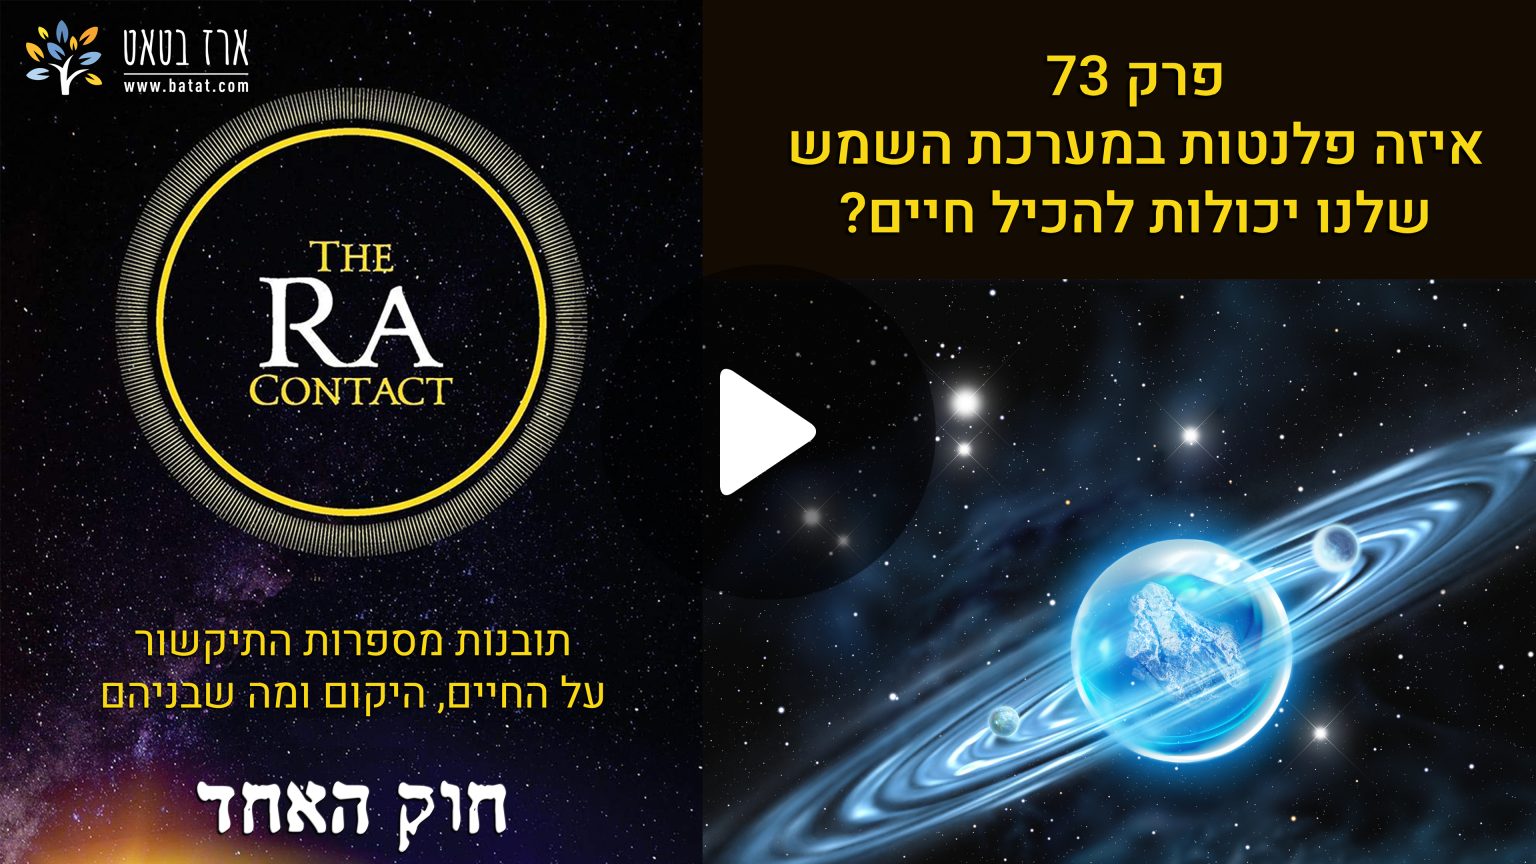 ארז בטאט
www.batat.com
THE
RA
CONTACT
תובנות מספרות התיקשור
על החיים, היקום ומה שבניהם
חוק האחד
פרק 73
איזה פלנטות במערכת השמש
שלנו יכולות להכיל חיים?